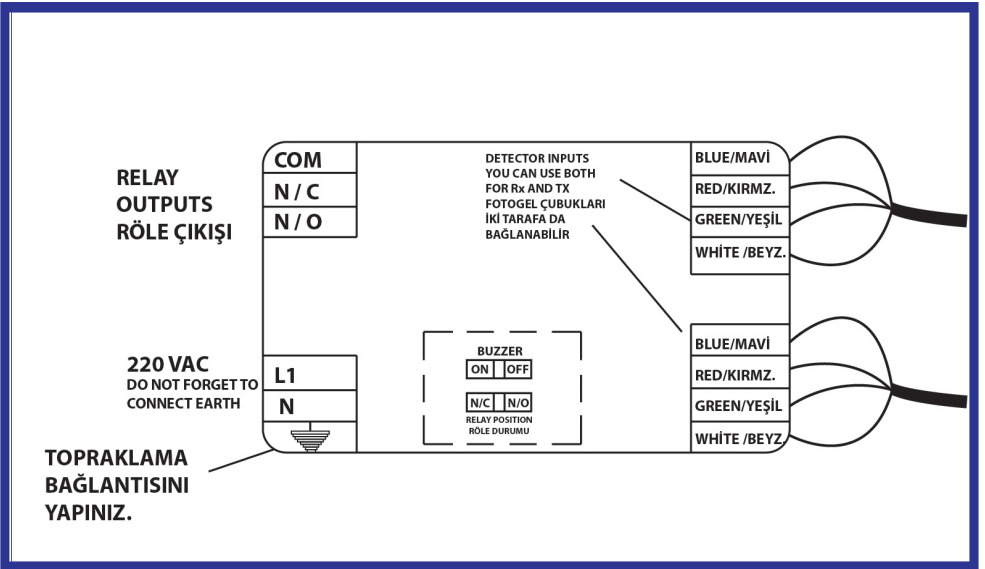 RELAY
OUTPUTS
RÖLE ÇIKIŞI
COM
N / C
N / O
DETECTOR INPUTS
YOU CAN USE BOTH
FOR Rx AND TX
FOTOGEL ÇUBUKLARI
İKİ TARAFA DA
BAĞLANABİLİR
BLUE/MAVİ
RED/KIRMZ.
GREEN/YEŞİL
WHİTE /BEYZ.
220 VAC
DO NOT FORGET TO
CONNECT EARTH
L1
N
TOPRAKLAMA
BAĞLANTISINI
YAPINIZ.
BUZZER
ON OFF
N/C N/O
RELAY POSITION
RÖLE DURUMU
BLUE/MAVİ
RED/KIRMZ.
GREEN/YEŞİL
WHİTE /BEYZ.